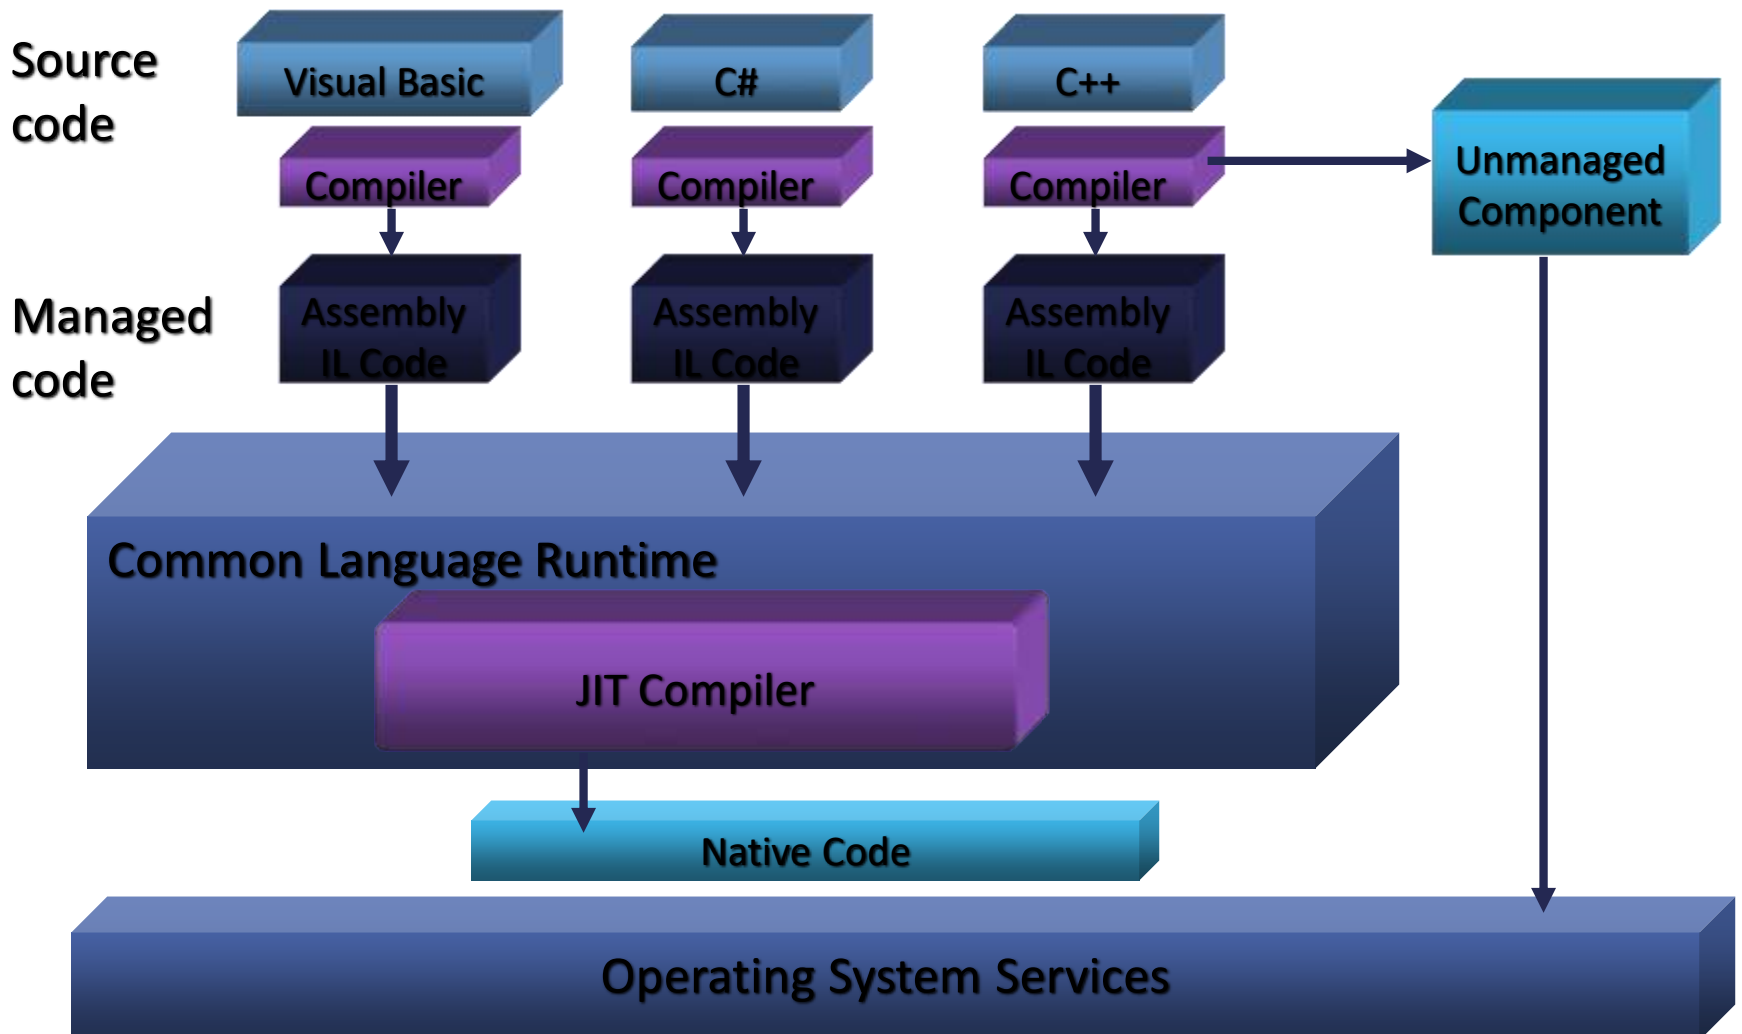 Source
code
Visual Basic
C#
C++
Compiler
Compiler
Compiler
Unmanaged
Component
Managed
code
Assembly
IL Code
Assembly
IL Code
Assembly
IL Code
Common Language Runtime
JIT Compiler
Native Code
Operating System Services